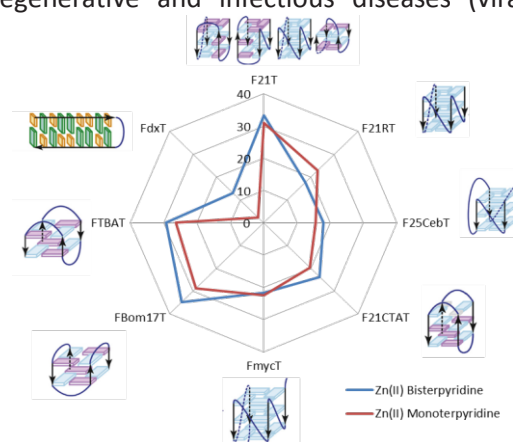 egenerative and infectious diseases (vira
F21T
40
FdxT
F21RT
30
20
10
FTBAT
0
F25CebT
FBom17T
F21CTAT
FmycT
Zn(II) Bisterpyridine
Zn(II) Monoterpyridine